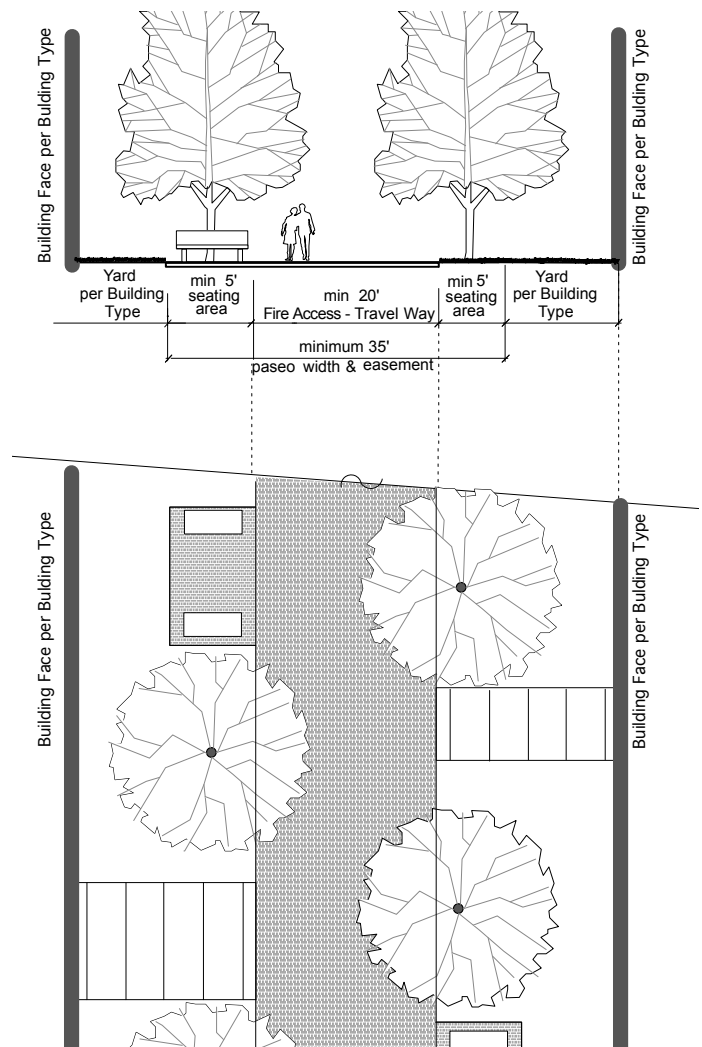 Building Face per Bulding Type
Building Face per Bulding Type
Yard
per Building
Type
min 5'
seating
area
min 20'
Fire Access - Travel Way
min 5'
seating
area
Yard
per Building
Type
minimum 35'
paseo width & easement
Building Face per Bulding Type
Building Face per Bulding Type